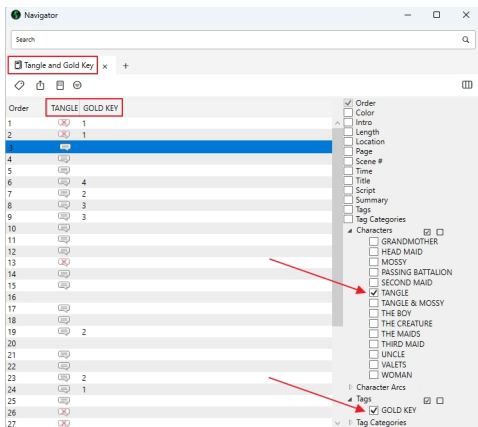 Navigator
Search
Tangle and Gold Key
Order TANGLE GOLD KEY
1 1
2 1
3
4
5
6 4
7 2
8 3
9 3
10
11
12
13
14
15
16
17
18
19 2
20
21
22
23 2
24 1
25
26
27
Order
Color
Intro
Length
Location
Page
Scene #
Time
Title
Script
Summary
Tags
Tag Categories
Characters
GRANDMOTHER
HEAD MAID
MOSSY
PASSING BATTALION
SECOND MAID
TANGLE
TANGLE & MOSSY
THE BOY
THE CREATURE
THE MAIDS
THIRD MAID
UNCLE
VALETS
WOMAN
Character Arcs
Tags
GOLD KEY
Tag Categories